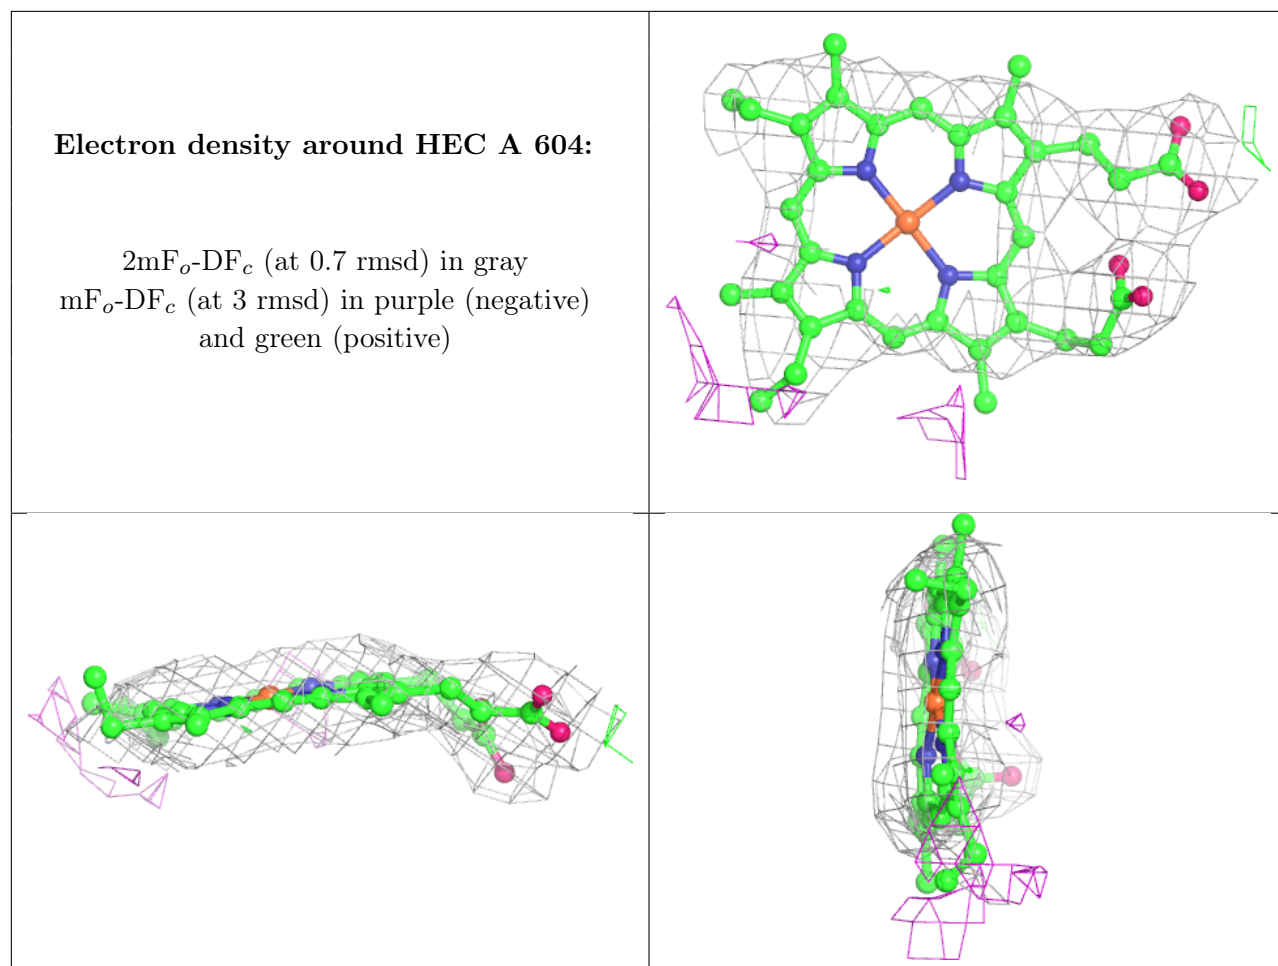 Electron density around HEC A 604:
2mFₒ-DF𝒸 (at 0.7 rmsd) in gray
mFₒ-DF𝒸 (at 3 rmsd) in purple (negative)
and green (positive)